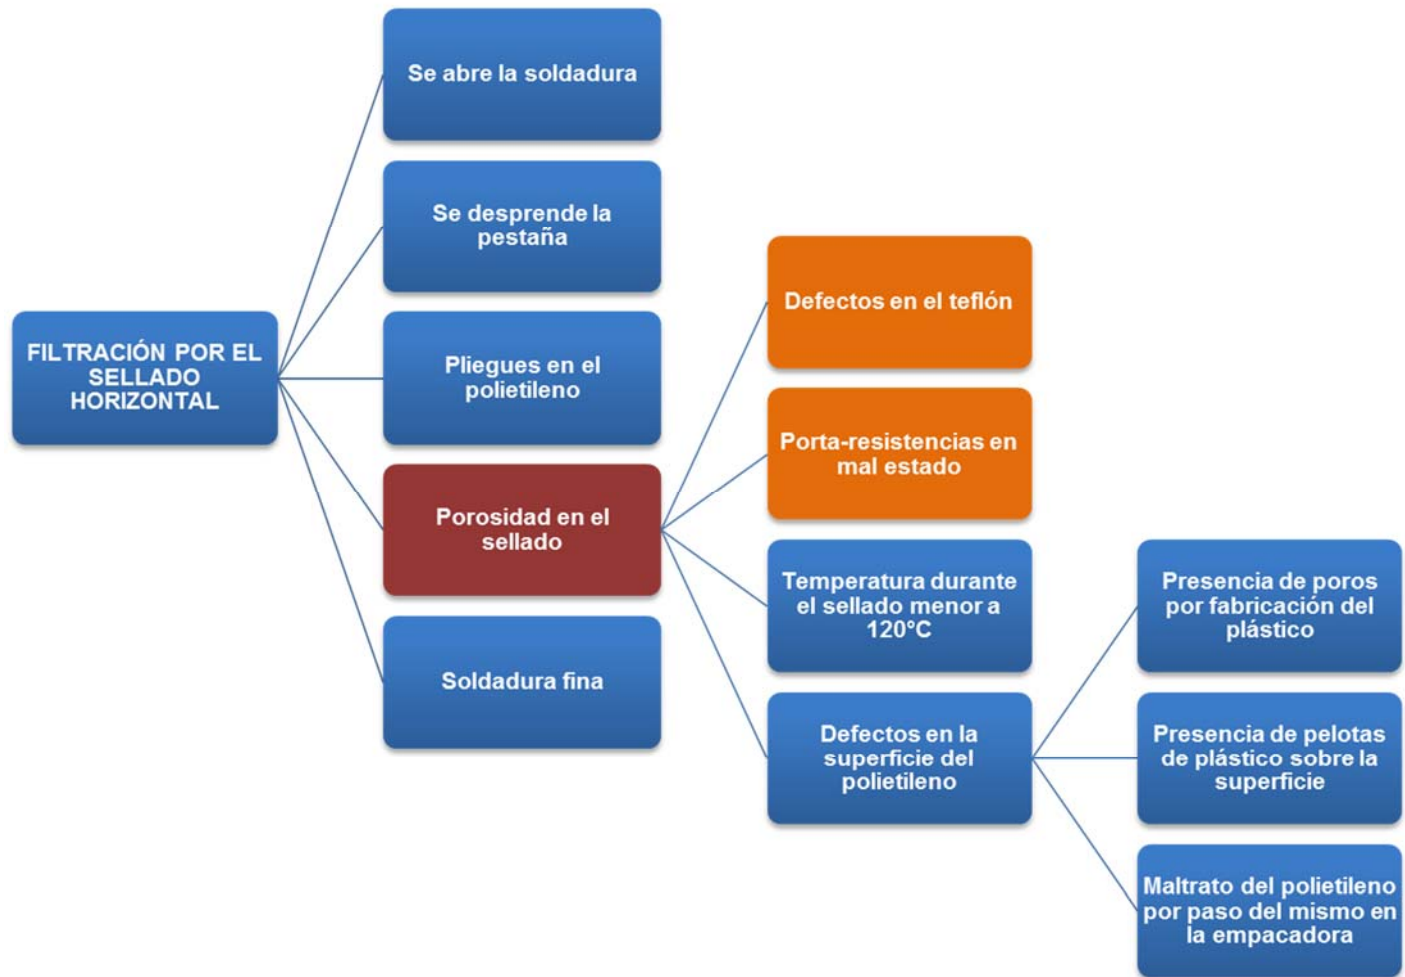 Se abre la soldadura
Se desprende la
pestaña
FILTRACIÓN POR EL
SELLADO
HORIZONTAL
Pliegues en el
polietileno
Porosidad en el
sellado
Soldadura fina
Defectos en el teflón
Porta-resistencias en
mal estado
Temperatura durante
el sellado menor a
120°C
Defectos en la
superficie del
polietileno
Presencia de poros
por fabricación del
plástico
Presencia de pelotas
de plástico sobre la
superficie
Maltrato del polietileno
por paso del mismo en
la empacadora